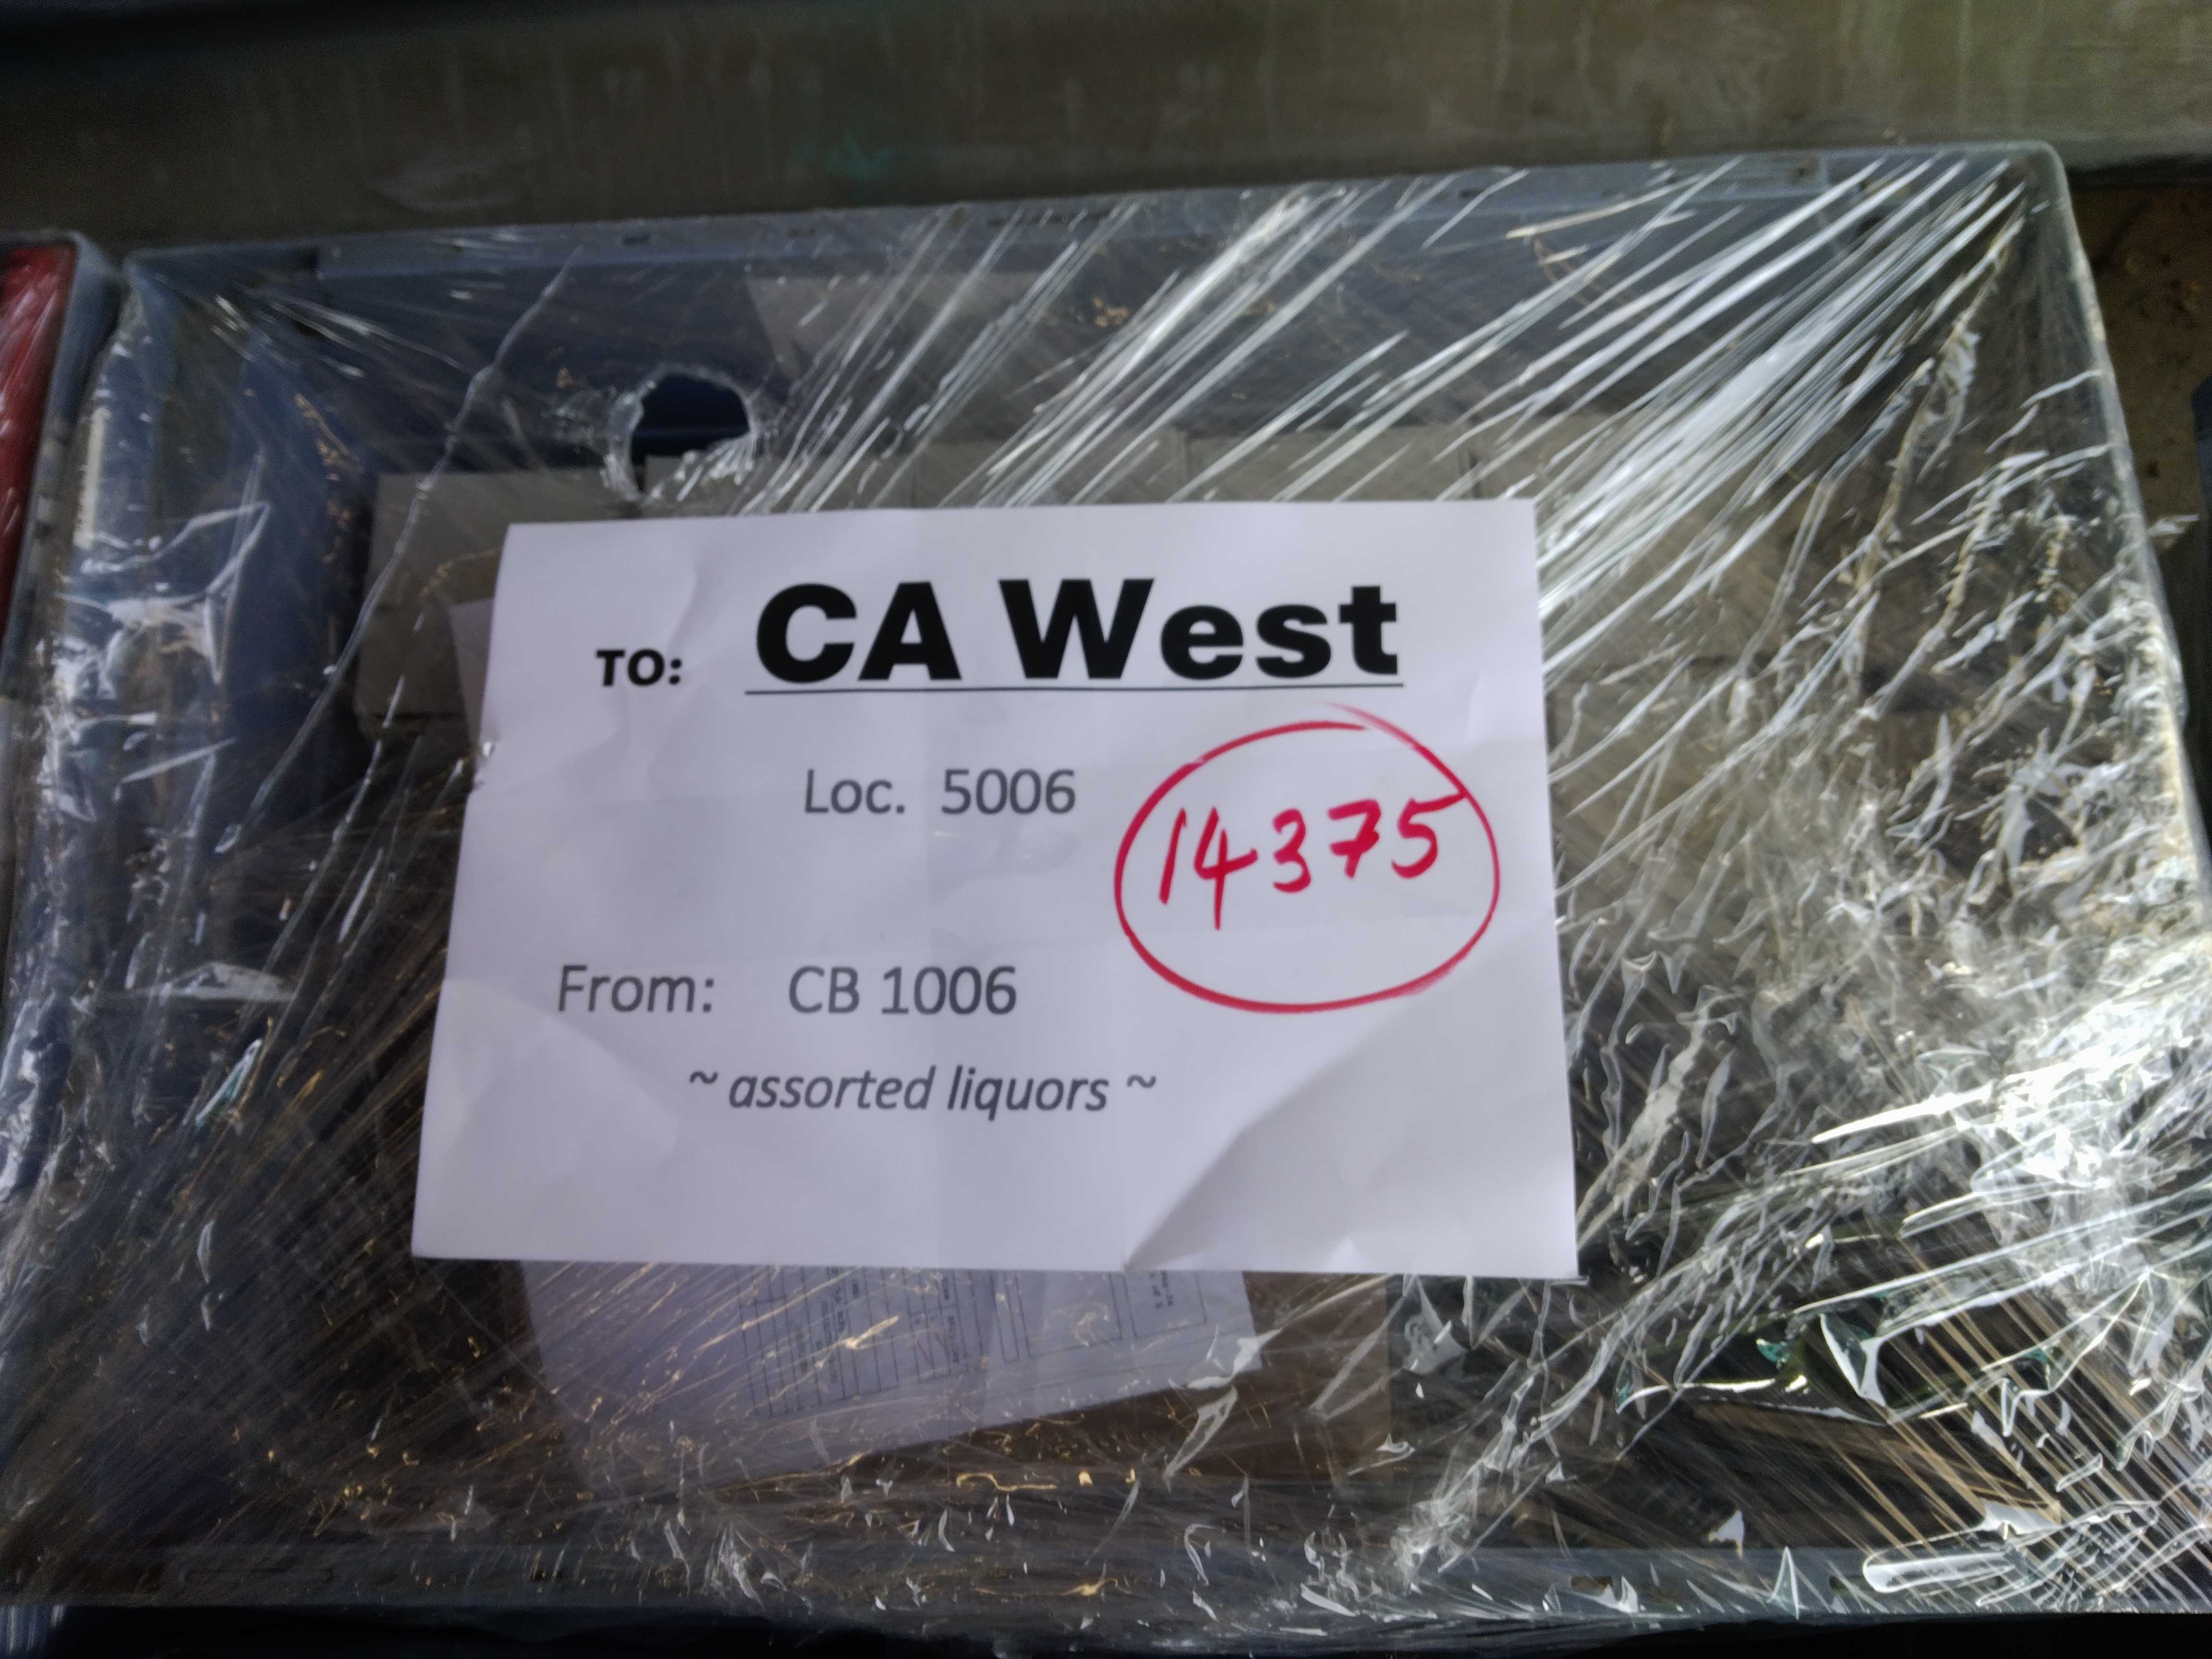 TO: CA West
Loc. 5006
14375
From: CB 1006
~ assorted liquors ~